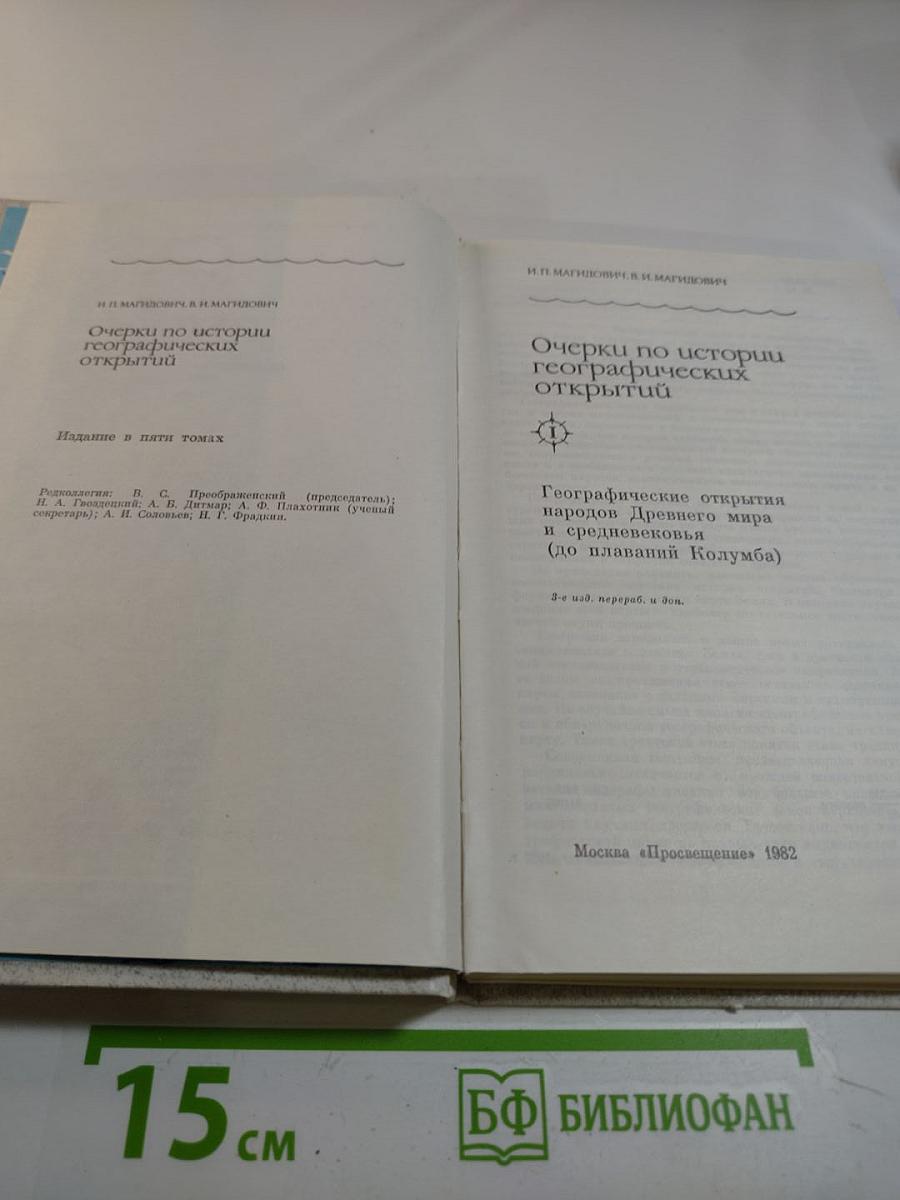 И. П. МАГИДОВИЧ, В. И. МАГИДОВИЧ
Очерки по истории
географических
открытий
Издание в пяти томах
Редколлегия: В. С. Преображенский (председатель);
Н. А. Гвоздецкий; А. Б. Дитмар; А. Ф. Плахотник (ученый
секретарь); А. И. Соловьев; Н. Г. Фрадкин.
И. П. МАГИДОВИЧ, В. И. МАГИДОВИЧ
Очерки по истории
географических
открытий
I
Географические открытия
народов Древнего мира
и средневековья
(до плаваний Колумба)
3-е изд. перераб. и доп.
Москва «Просвещение» 1982
15 см
БФ БИБЛИОФАН